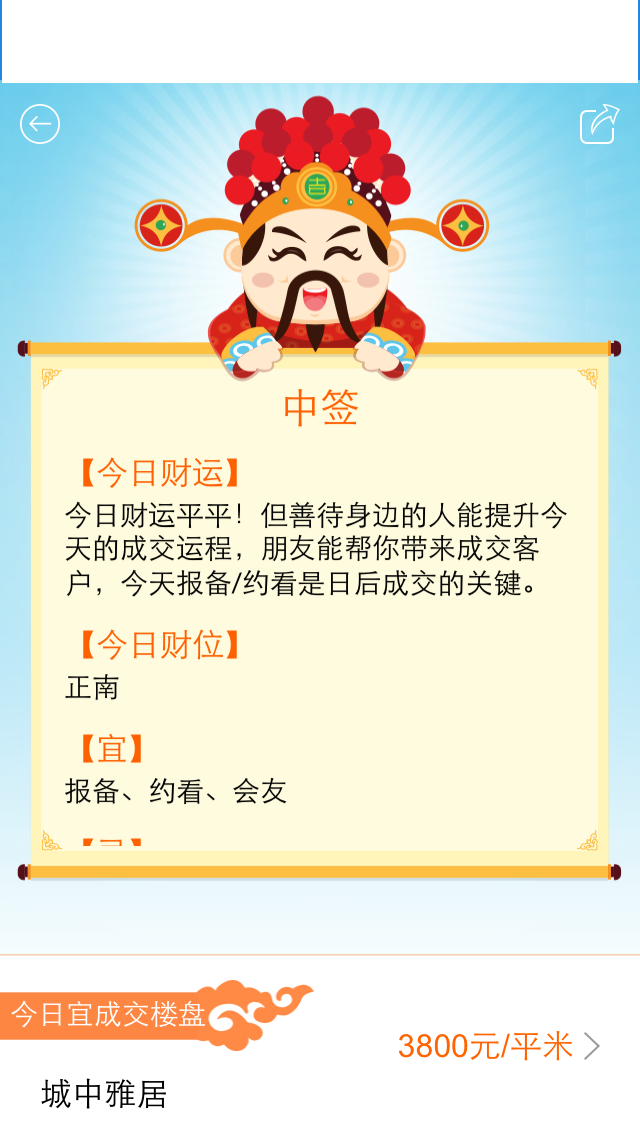 吉
中签
【今日财运】
今日财运平平！但善待身边的人能提升今
天的成交运程，朋友能帮你带来成交客
户，今天报备/约看是日后成交的关键。
【今日财位】
正南
【宜】
报备、约看、会友
今日宜成交楼盘
3800元/平米
城中雅居